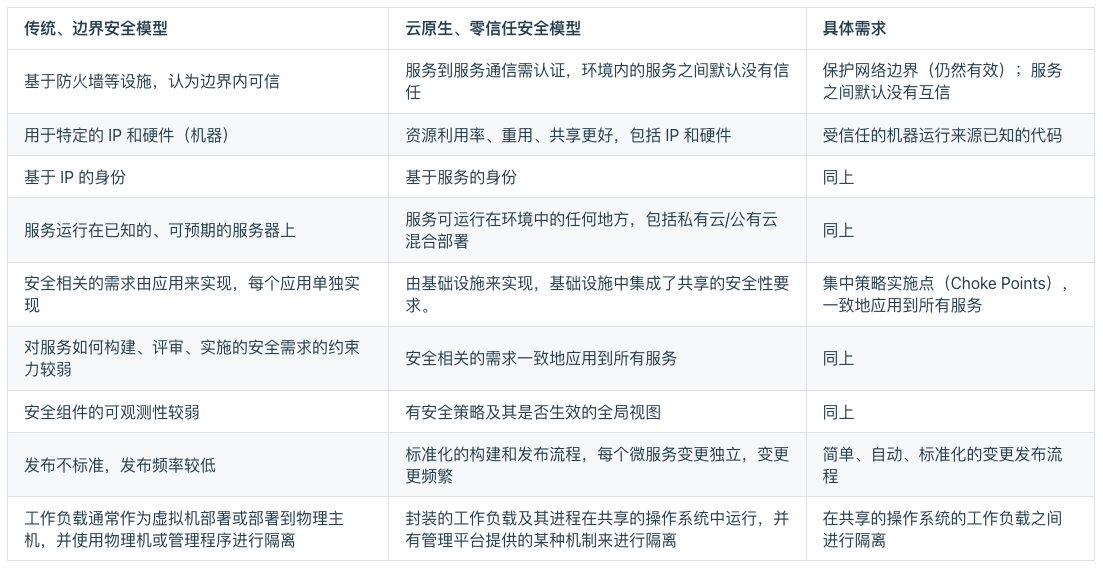 传统、边界安全模型
云原生、零信任安全模型
具体需求
基于防火墙等设施，认为边界内可信
服务到服务通信需认证，环境内的服务之间默认没有信
任
保护网络边界（仍然有效）；服务
之间默认没有互信
用于特定的 IP 和硬件（机器）
资源利用率、重用、共享更好，包括 IP 和硬件
受信任的机器运行来源已知的代码
基于 IP 的身份
基于服务的身份
同上
服务运行在已知的、可预期的服务器上
服务可运行在环境中的任何地方，包括私有云/公有云
混合部署
同上
安全相关的需求由应用来实现，每个应用单独实
现
由基础设施来实现，基础设施中集成了共享的安全性要
求。
集中策略实施点（Choke Points），
一致地应用到所有服务
对服务如何构建、评审、实施的安全需求的约束
力较弱
安全相关的需求一致地应用到所有服务
同上
安全组件的可观测性较弱
有安全策略及其是否生效的全局视图
同上
发布不标准，发布频率较低
标准化的构建和发布流程，每个微服务变更独立，变更
更频繁
简单、自动、标准化的变更发布流
程
工作负载通常作为虚拟机部署或部署到物理主
机，并使用物理机或管理程序进行隔离
封装的工作负载及其进程在共享的操作系统中运行，并
有管理平台提供的某种机制来进行隔离
在共享的操作系统的工作负载之间
进行隔离